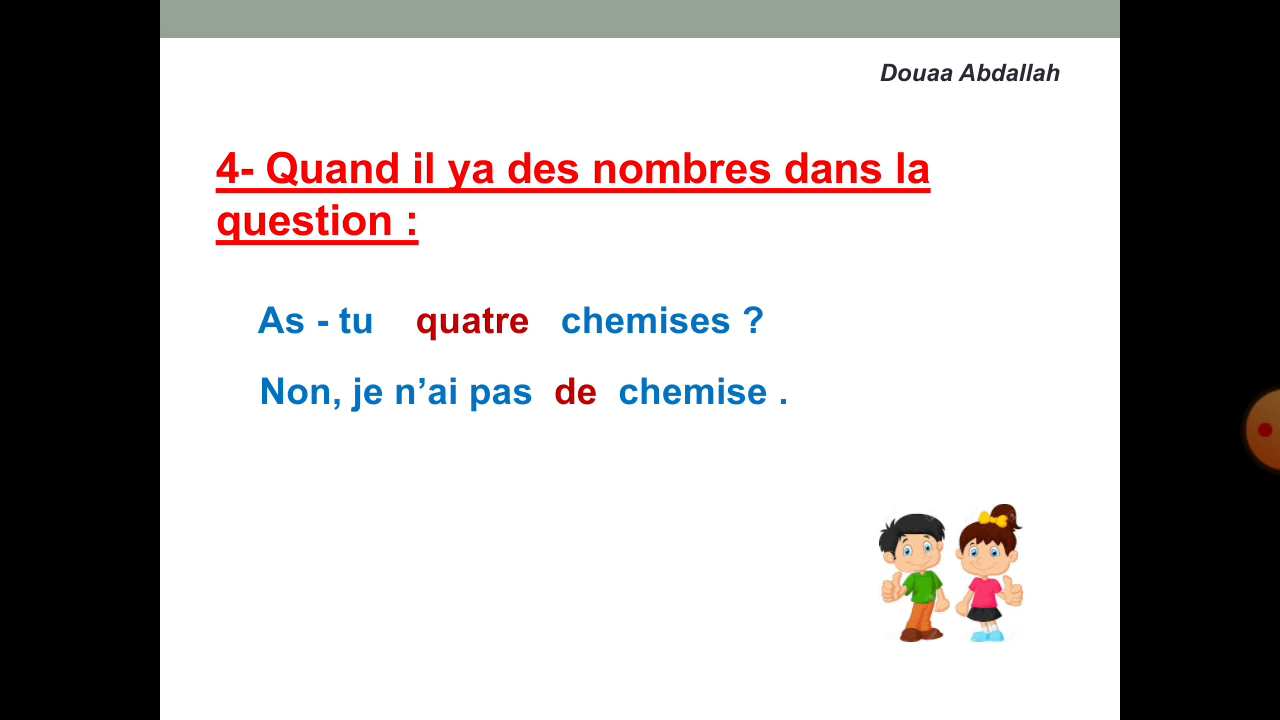 Douaa Abdallah
4- Quand il ya des nombres dans la
question :
As - tu quatre chemises ?
Non, je n’ai pas de chemise .